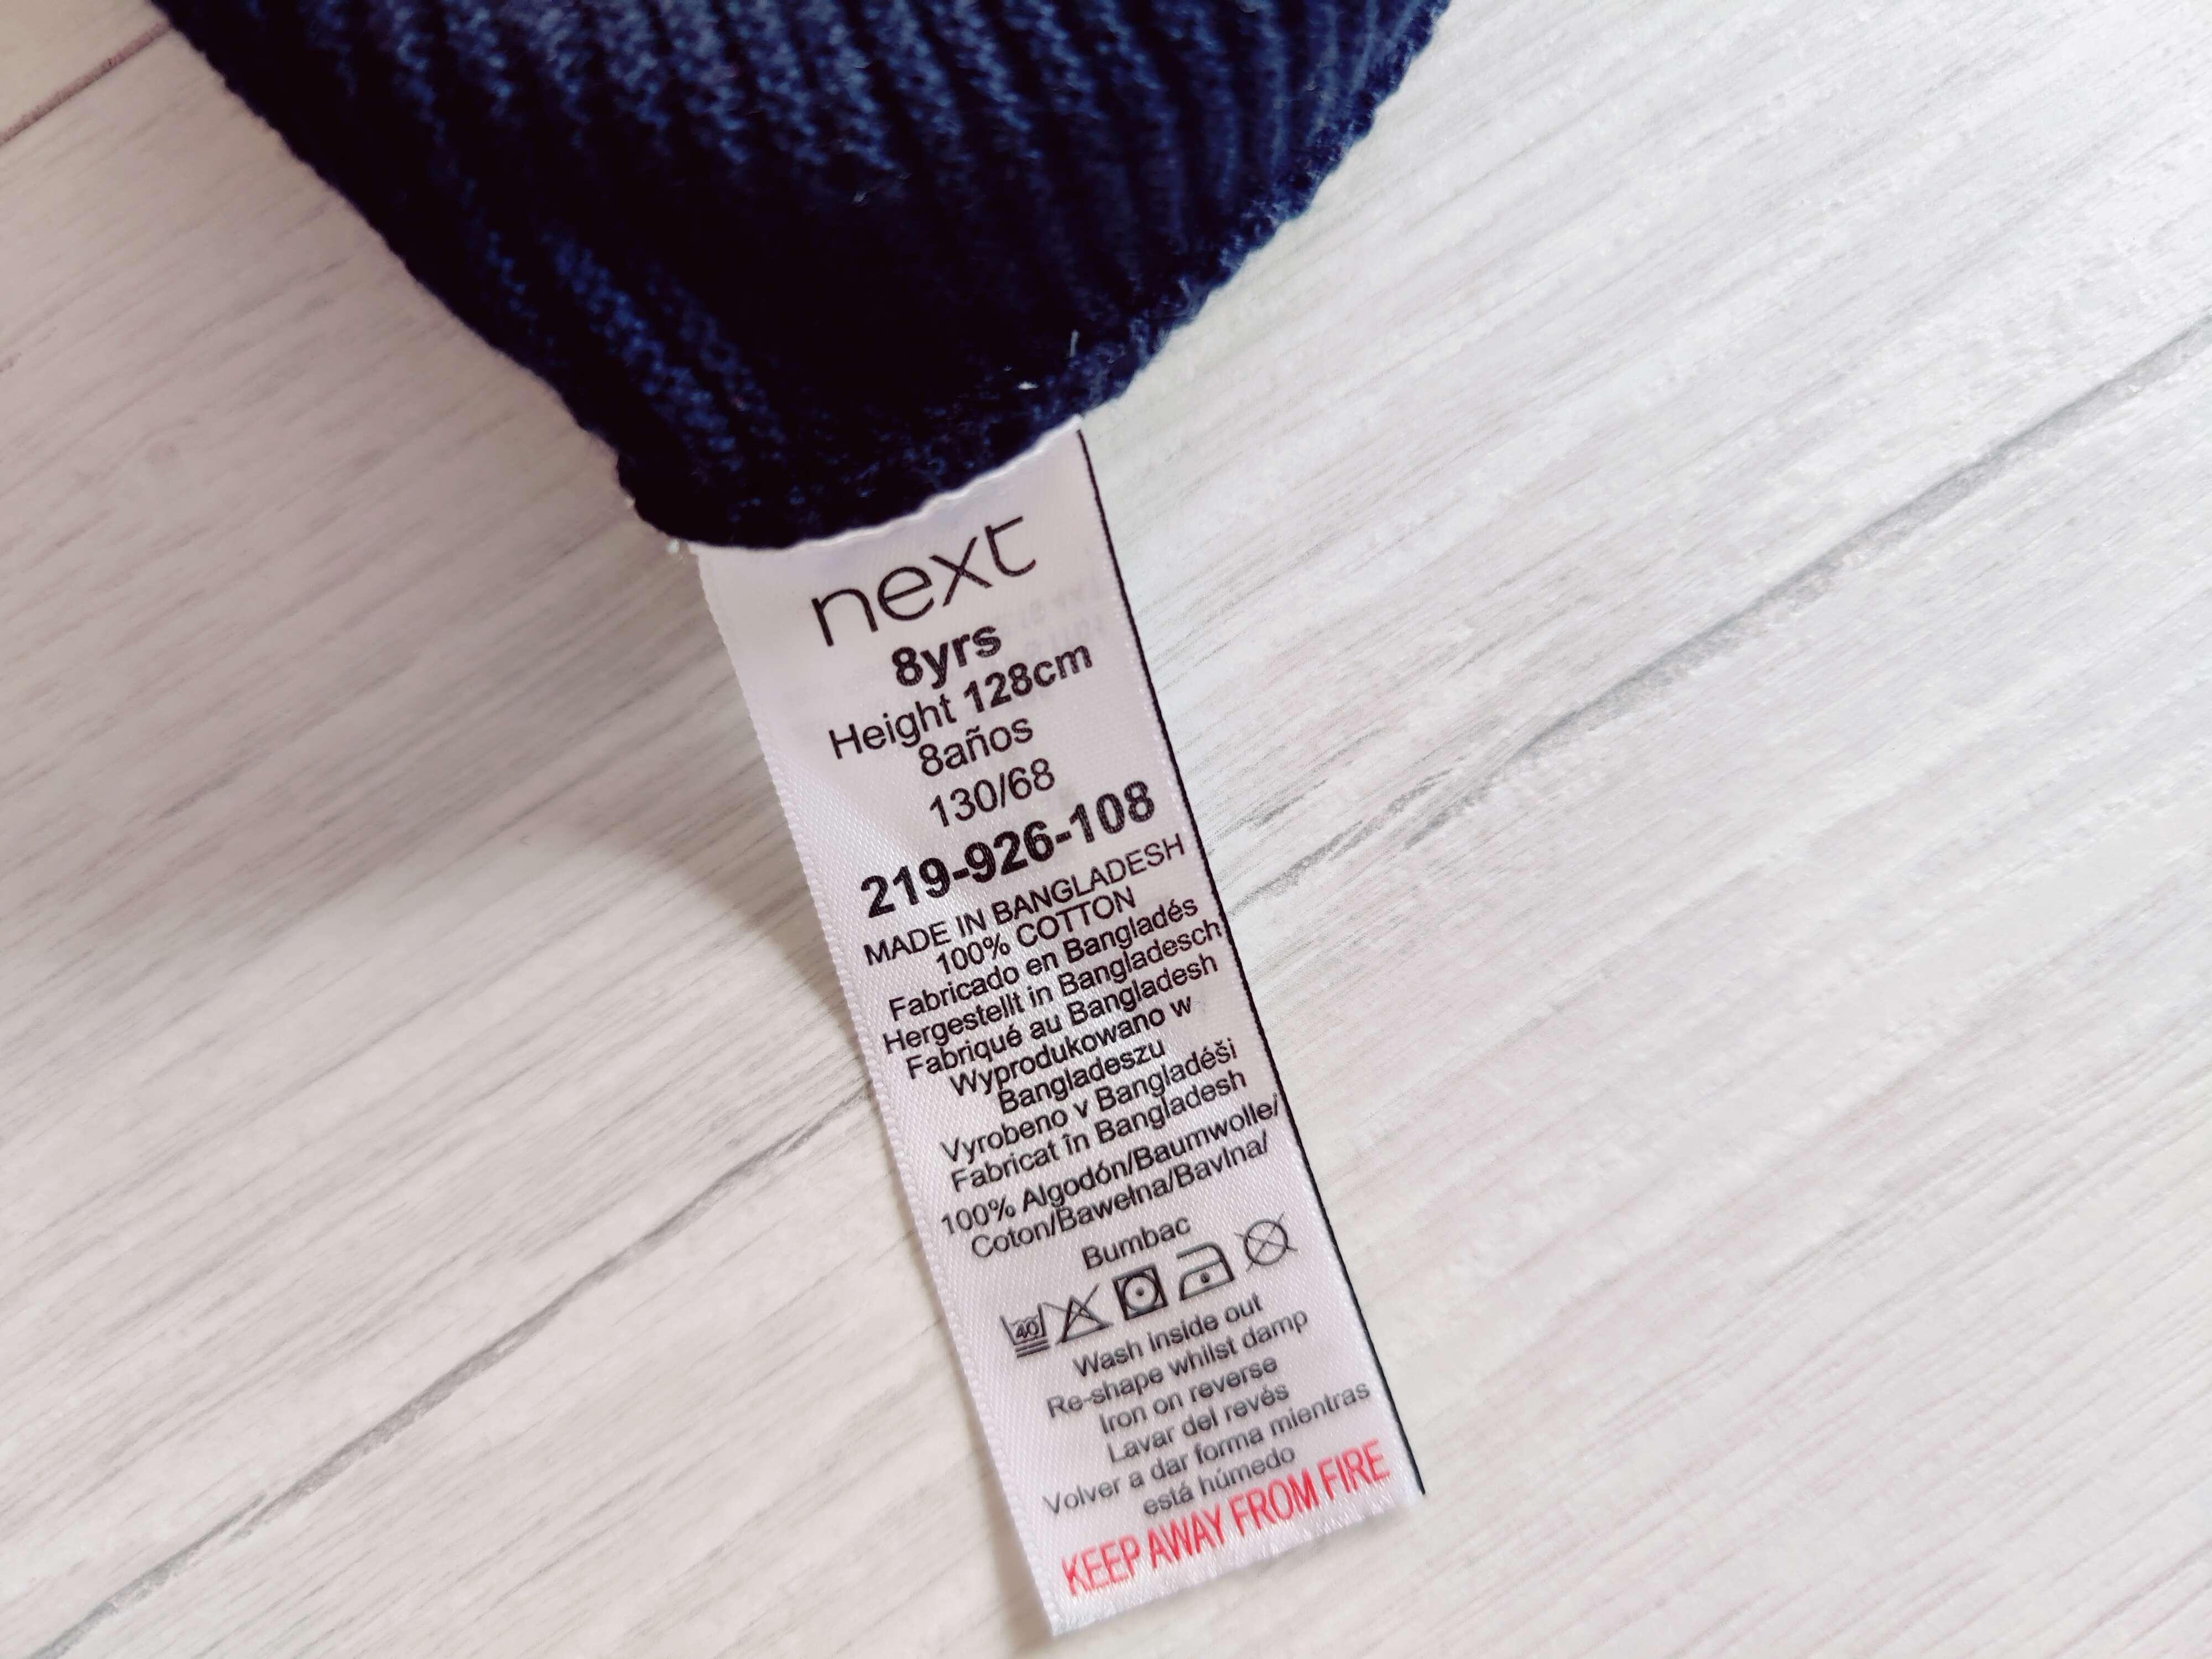 next
8yrs
Height 128cm
8años
130/68
219-926-108
MADE IN BANGLADESH
100% COTTON
Fabricado en Bangladés
Hergestellt in Bangladesch
Fabriqué au Bangladesh
Wyprodukowano w
Bangladeszu
Vyrobeno v Bangladéši
Fabricat în Bangladesh
100% Algodón/Baumwolle/
Coton/Bawełna/Bavlna/
Bumbac
40
Wash inside out
Re-shape whilst damp
Iron on reverse
Lavar del revés
Volver a dar forma mientras
está húmedo
KEEP AWAY FROM FIRE